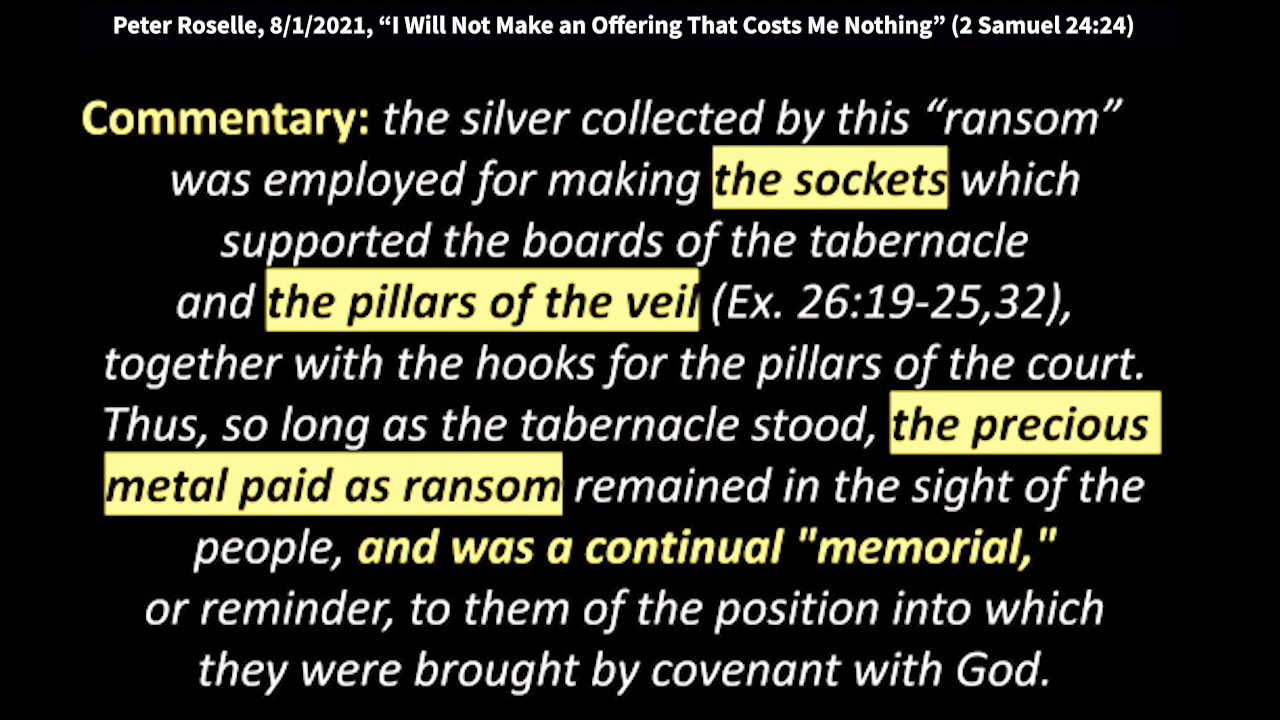 Peter Roselle, 8/1/2021, “I Will Not Make an Offering That Costs Me Nothing” (2 Samuel 24:24)
Commentary: the silver collected by this “ransom”
was employed for making the sockets which
supported the boards of the tabernacle
and the pillars of the veil (Ex. 26:19-25,32),
together with the hooks for the pillars of the court.
Thus, so long as the tabernacle stood, the precious
metal paid as ransom remained in the sight of the
people, and was a continual "memorial,"
or reminder, to them of the position into which
they were brought by covenant with God.